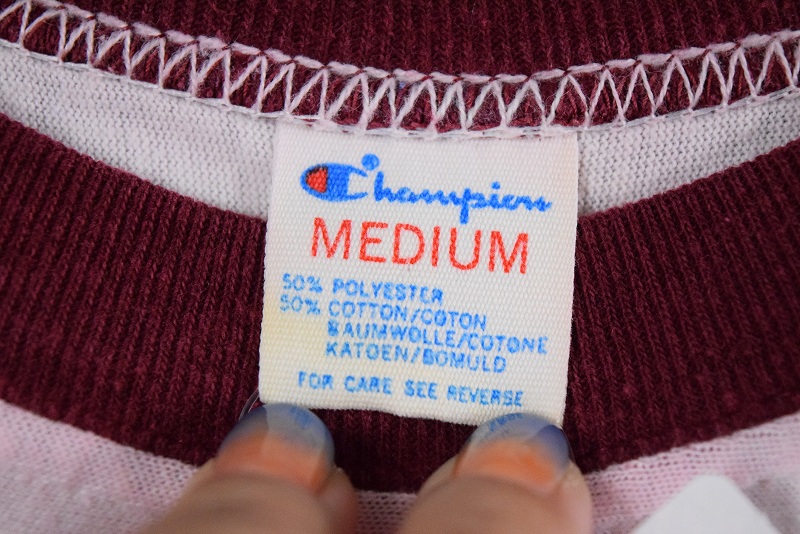 Champion
MEDIUM
50% POLYESTER
50% COTTON/COTON
BAUMWOLLE/COTONE
KATOEN/BOMULD
FOR CARE SEE REVERSE